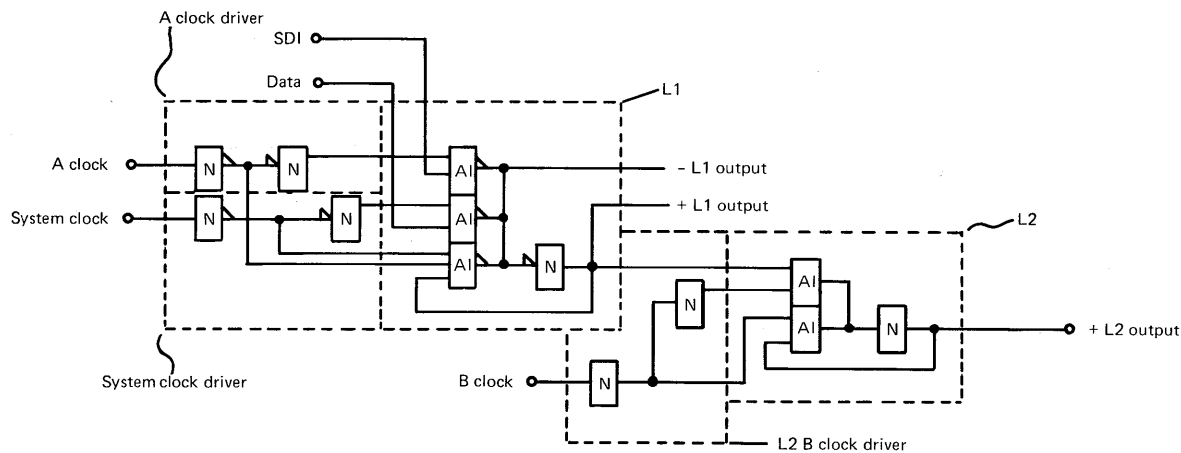 A clock driver
SDI
Data
L1
A clock
N
N
AI
- L1 output
System clock
N
N
AI
+ L1 output
L2
AI
N
AI
N
AI
N
+ L2 output
System clock driver
B clock
N
L2 B clock driver